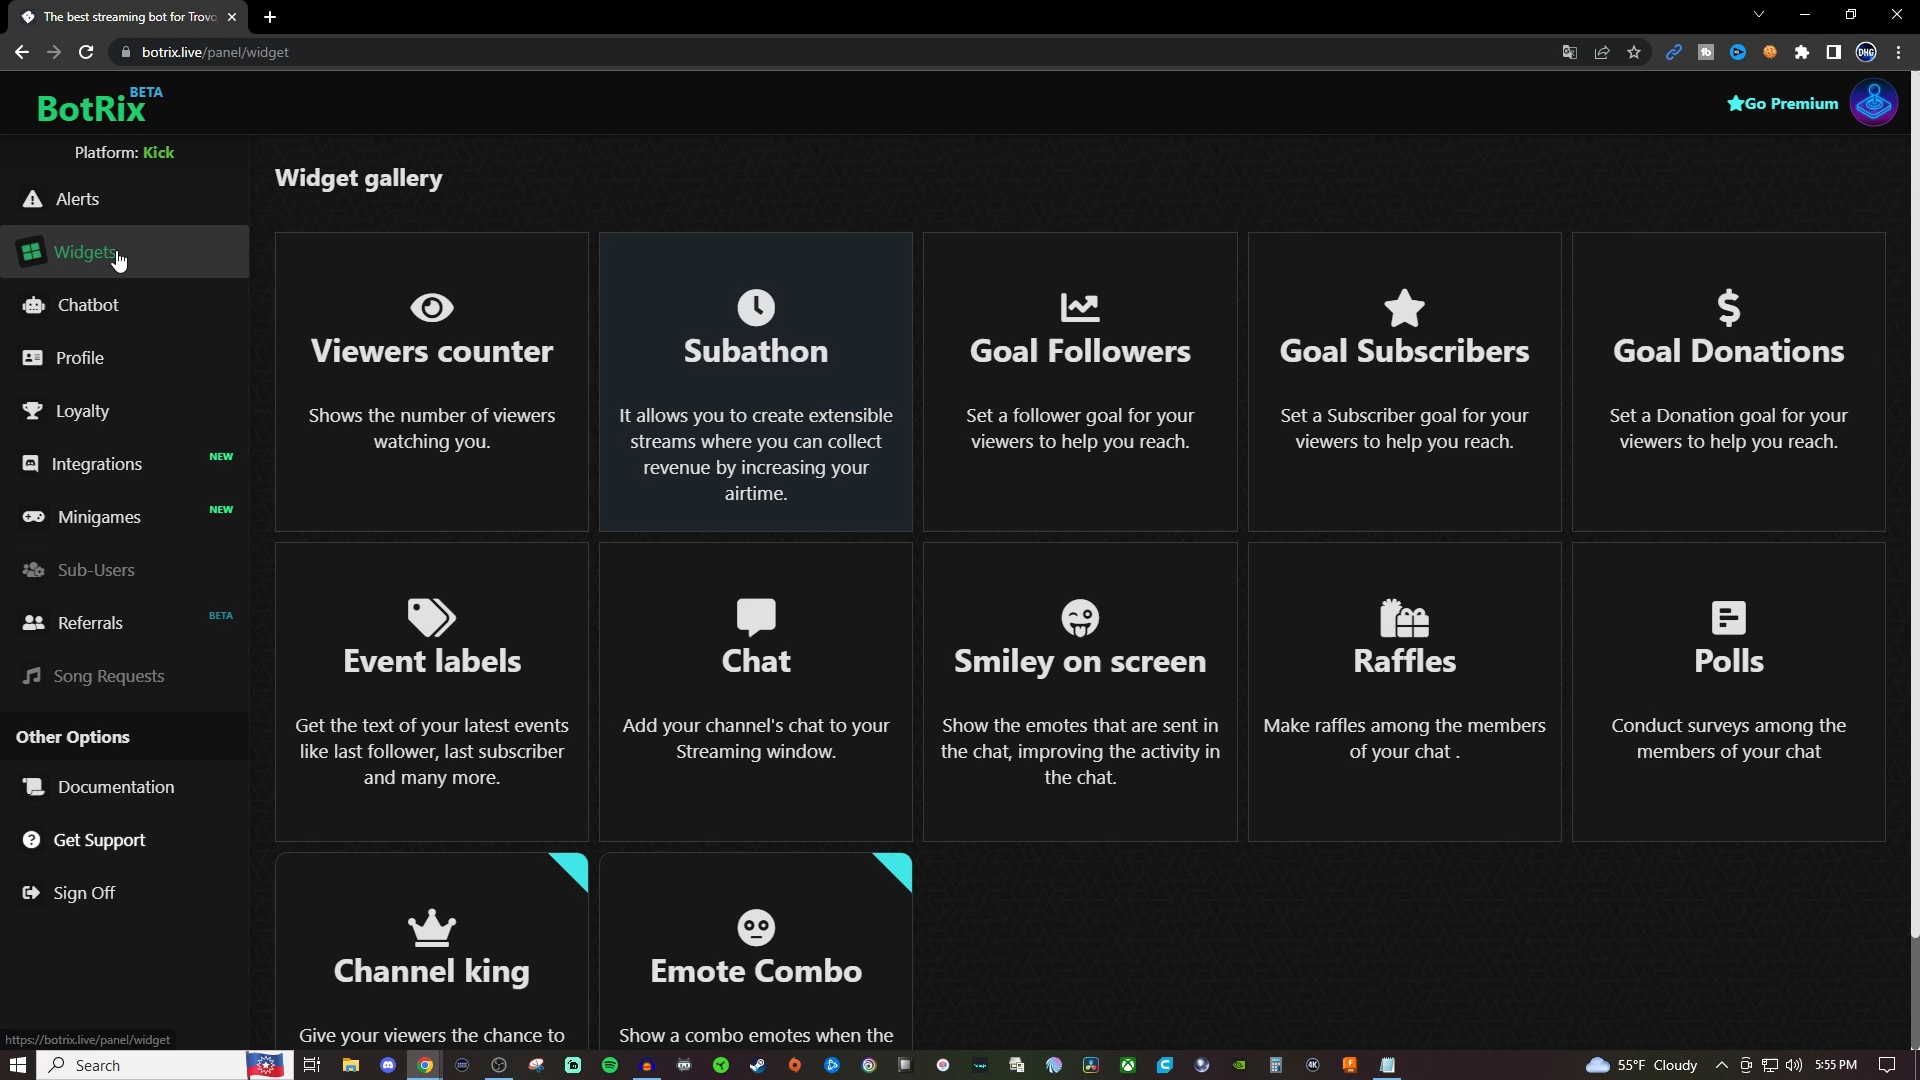 The best streaming bot for Trovo
botrix.live/panel/widget
BotRix BETA
Go Premium
Platform: Kick
Alerts
Widgets
Chatbot
Profile
Loyalty
Integrations NEW
Minigames NEW
Sub-Users
Referrals BETA
Song Requests
Other Options
Documentation
Get Support
Sign Off
Widget gallery
Viewers counter
Shows the number of viewers
watching you.
Subathon
It allows you to create extensible
streams where you can collect
revenue by increasing your
airtime.
Goal Followers
Set a follower goal for your
viewers to help you reach.
Goal Subscribers
Set a Subscriber goal for your
viewers to help you reach.
Goal Donations
Set a Donation goal for your
viewers to help you reach.
Event labels
Get the text of your latest events
like last follower, last subscriber
and many more.
Chat
Add your channel's chat to your
Streaming window.
Smiley on screen
Show the emotes that are sent in
the chat, improving the activity in
the chat.
Raffles
Make raffles among the members
of your chat .
Polls
Conduct surveys among the
members of your chat
Channel king
Give your viewers the chance to
Emote Combo
Show a combo emotes when the
https://botrix.live/panel/widget
Search
55°F Cloudy
5:55 PM